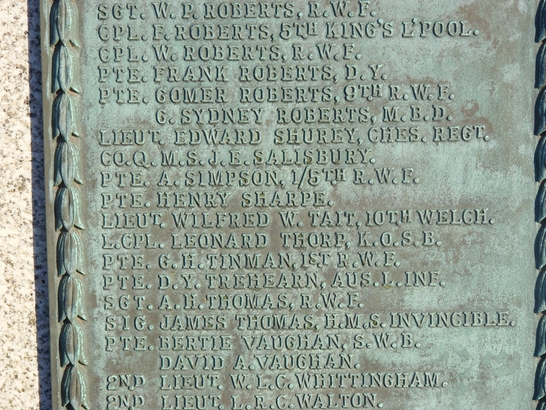 SGT. W. P. ROBERTS, R.W.F.
CPL. F. ROBERTS, 5TH KING'S L'POOL.
CPL. W. ROBERTS, R.W.F.
PTE. FRANK ROBERTS, D.Y.
PTE. GOMER ROBERTS, 9TH R.W.F.
G. SYDNEY ROBERTS, M.B.D.
LIEUT. EDWARD SHUREY, CHES. REGT.
CO.Q.M.S. J.E. SALISBURY.
PTE. A. SIMPSON, 1/5TH R.W.F.
PTE. HENRY SHARPE.
LIEUT. WILFRED W. TAIT, 10TH WELCH.
L.CPL. LEONARD THORP, K.O.S.B.
PTE. G.H. TINMAN, 1ST R.W.F.
PTE. D.Y. TREHEARN, AUS.L.INF.
SGT. A.H. THOMAS, R.W.F.
SIG. JAMES THOMAS, H.M.S. INVINCIBLE.
PTE. BERTIE VAUGHAN, S.W.B.
DAVID A. VAUGHAN.
2ND LIEUT. W.L.G. WHITTINGHAM.
2ND LIEUT. L.R.C. WALTON.